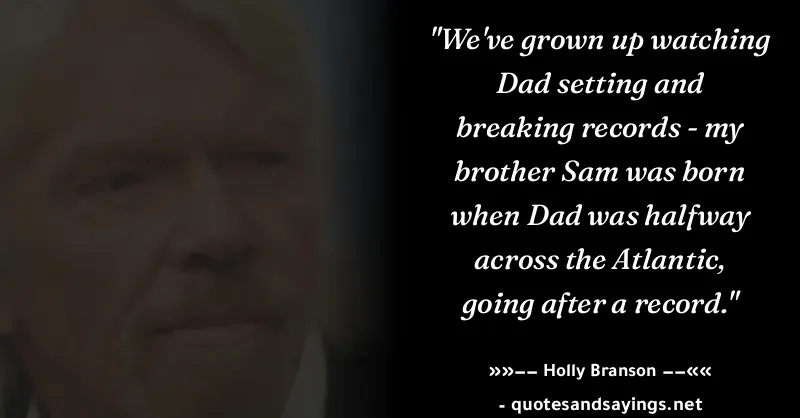 "We've grown up watching
Dad setting and
breaking records - my
brother Sam was born
when Dad was halfway
across the Atlantic,
going after a record."
»»−− Holly Branson −−««
- quotesandsayings.net